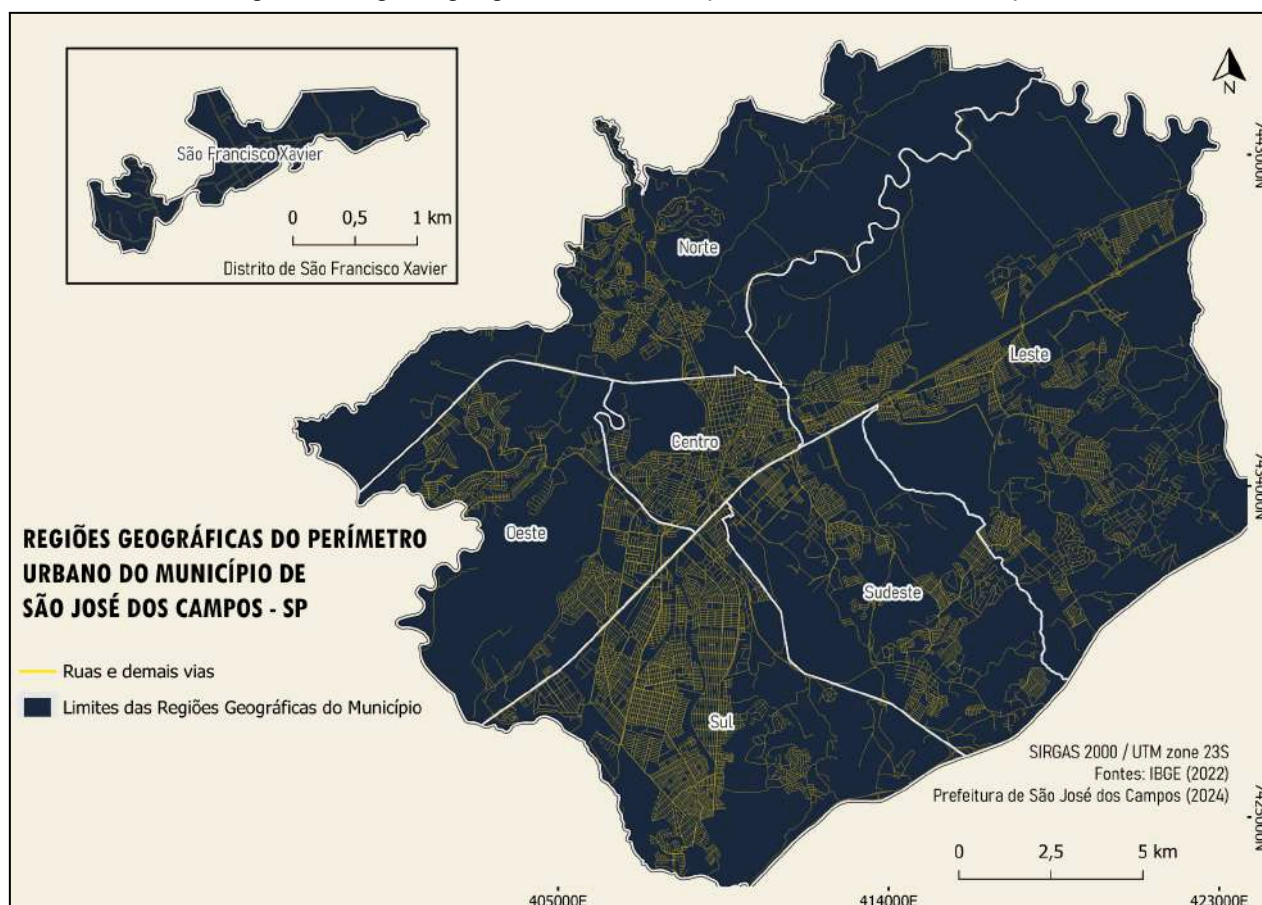 São Francisco Xavier
0 0,5 1 km
Distrito de São Francisco Xavier
N
7443000N
Norte
Leste
Centro
7434000N
Oeste
REGIÕES GEOGRÁFICAS DO PERÍMETRO
URBANO DO MUNICÍPIO DE
SÃO JOSÉ DOS CAMPOS - SP
Sudeste
Ruas e demais vias
Limites das Regiões Geográficas do Município
Sul
SIRGAS 2000 / UTM zone 23S
Fontes: IBGE (2022)
Prefeitura de São José dos Campos (2024)
7425000N
0 2,5 5 km
405000E 414000E 423000E